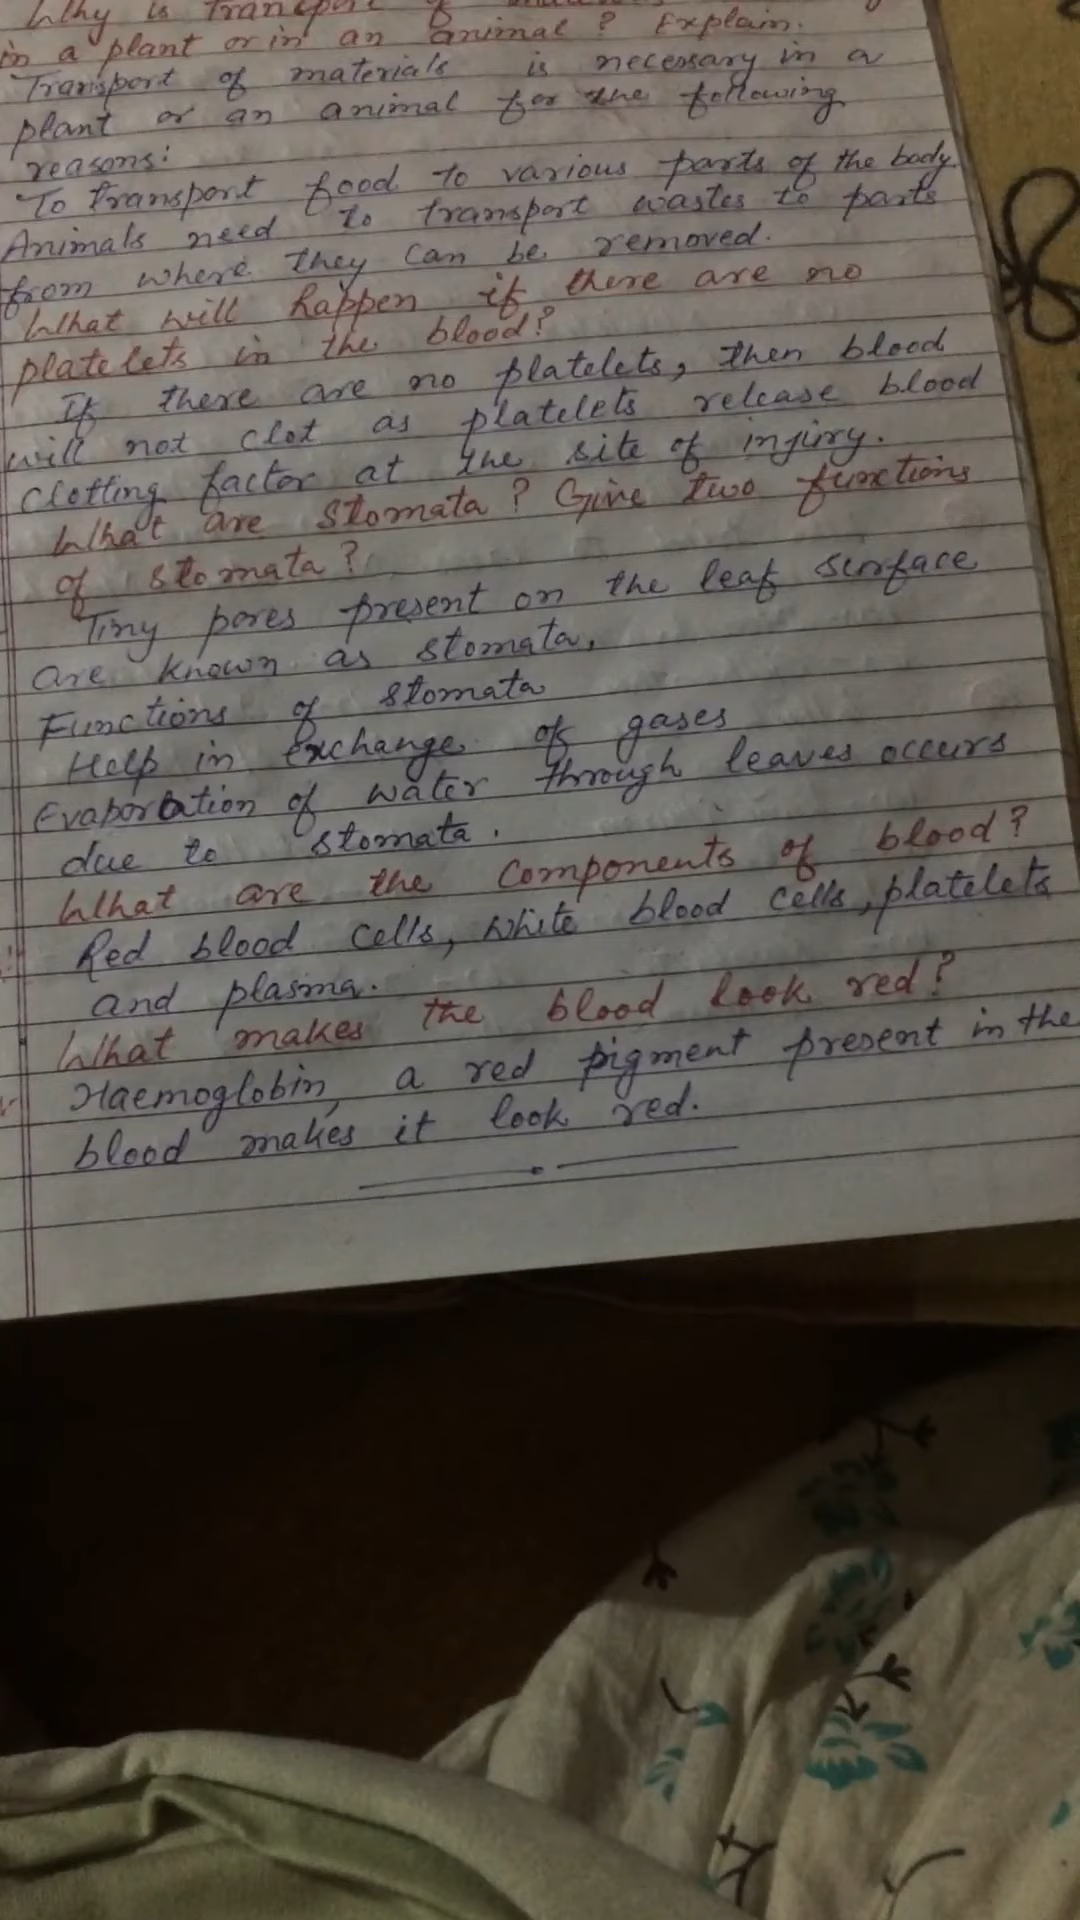 Why is Transport of
in a plant or in an animal? Explain.
Transport of materials is necessary in a
plant or an animal for the following
reasons:
To transport food to various parts of the body.
Animals need to transport wastes to parts
from where they can be removed.
What will happen if there are no
platelets in the blood?
If there are no platelets, then blood
will not clot as platelets release blood
clotting factor at the site of injury.
What are stomata? Give two functions
of stomata?
Tiny pores present on the leaf surface
are known as stomata.
Functions of stomata
Help in exchange of gases
Evaporation of water through leaves occurs
due to stomata.
What are the components of blood?
Red blood cells, white blood cells, platelets
and plasma.
What makes the blood look red?
Haemoglobin, a red pigment present in the
blood makes it look red.